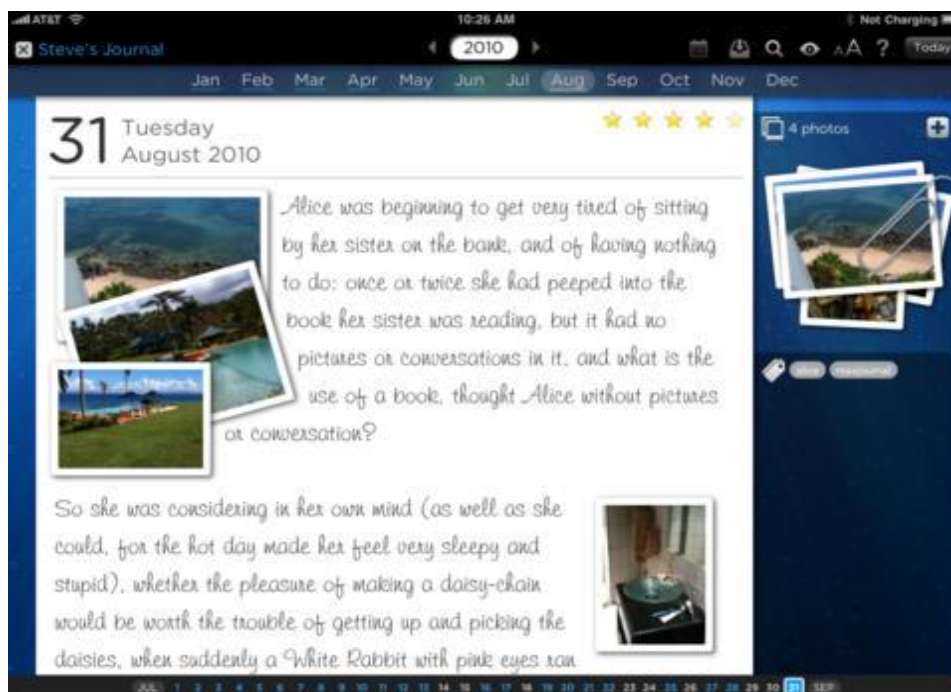 AT&T 10:26 AM Not Charging
Steve's Journal 2010 AA ? Today
Jan Feb Mar Apr May Jun Jul Aug Sep Oct Nov Dec
31 Tuesday
August 2010
4 photos
Alice was beginning to get very tired of sitting
by her sister on the bank, and of having nothing
to do: once or twice she had peeped into the
book her sister was reading, but it had no
pictures or conversations in it, and what is the
use of a book, thought Alice without pictures
or conversation?
alice maxjournal
So she was considering in her own mind (as well as she
could, for the hot day made her feel very sleepy and
stupid), whether the pleasure of making a daisy-chain
would be worth the trouble of getting up and picking the
daisies, when suddenly a White Rabbit with pink eyes ran
JUL 1 2 3 4 5 6 7 8 9 10 11 12 13 14 15 16 17 18 19 20 21 22 23 24 25 26 27 28 29 30 31 SEP